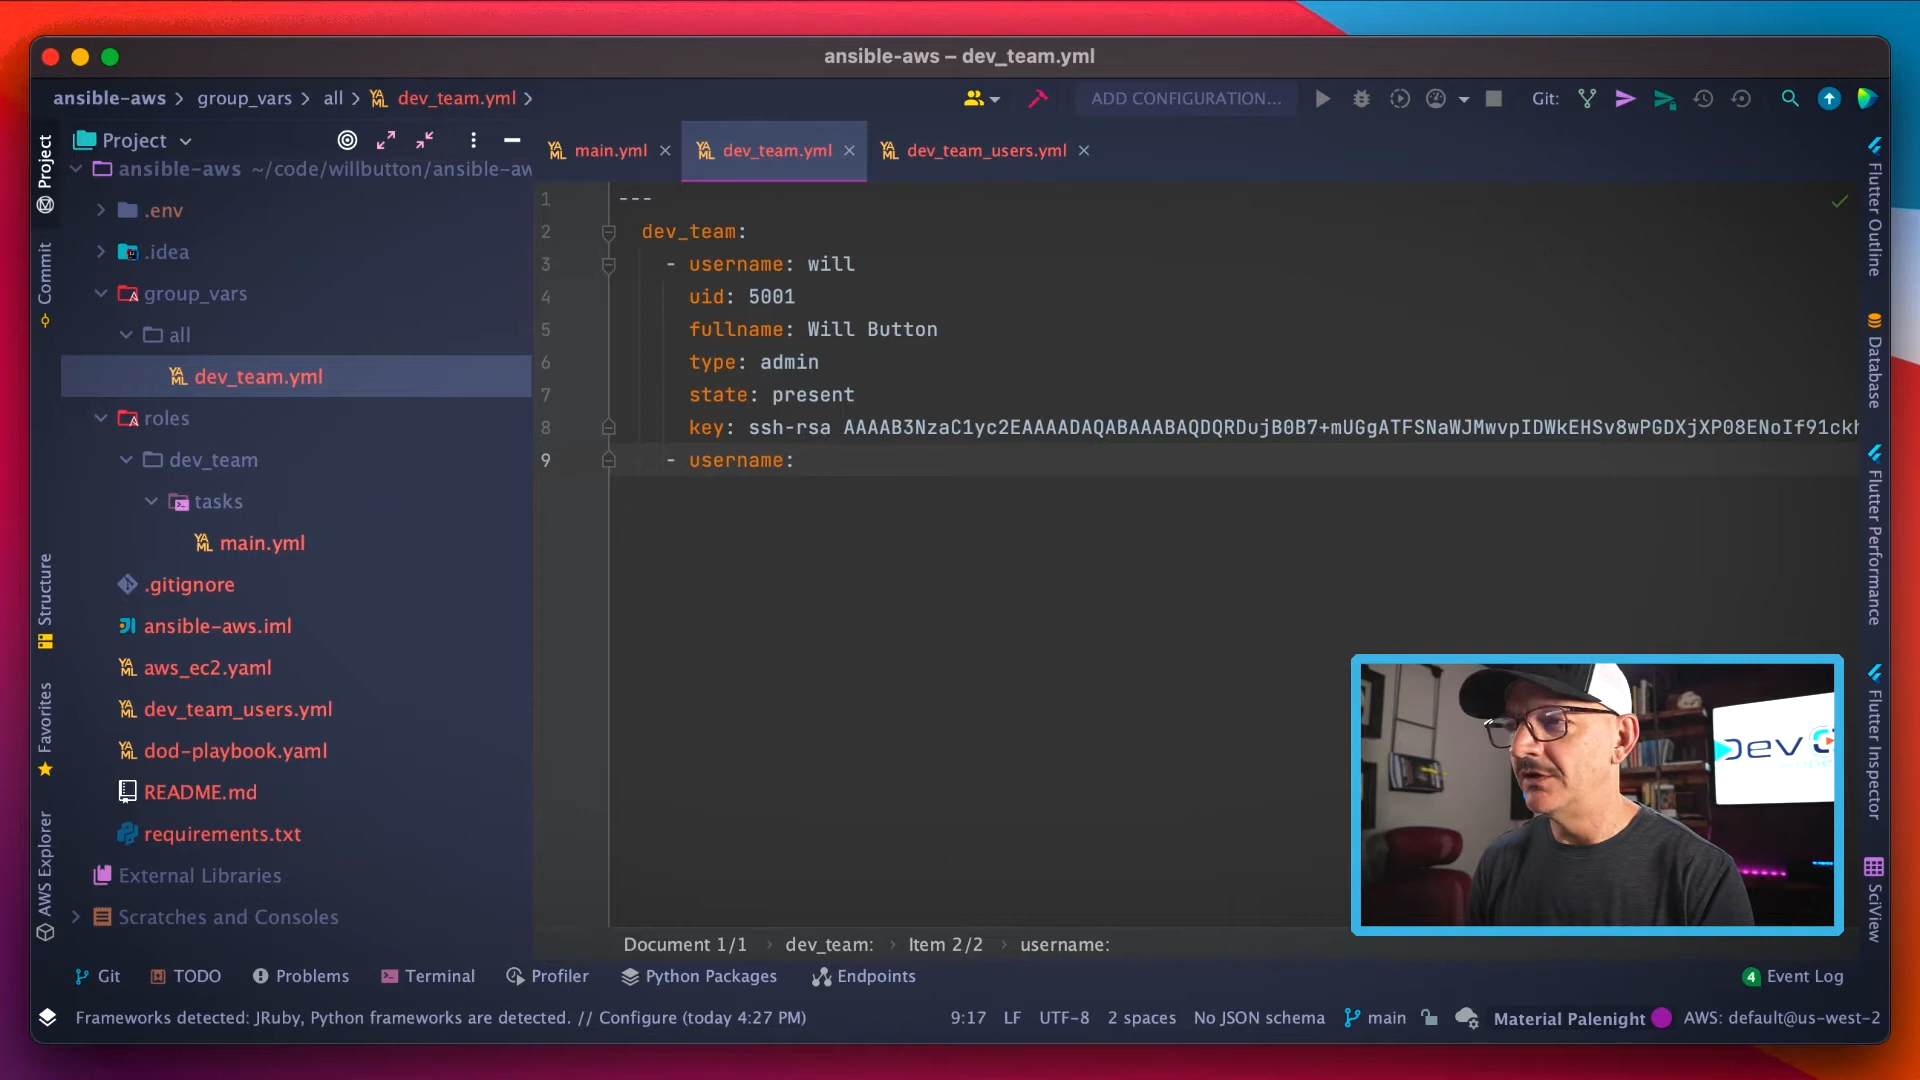 ansible-aws – dev_team.yml
ansible-aws > group_vars > all > dev_team.yml >
ADD CONFIGURATION...
Git:
Project
main.yml
dev_team.yml
dev_team_users.yml
ansible-aws ~/code/willbutton/ansible-aw
.env
.idea
group_vars
all
dev_team.yml
roles
dev_team
tasks
main.yml
.gitignore
ansible-aws.iml
aws_ec2.yaml
dev_team_users.yml
dod-playbook.yaml
README.md
requirements.txt
External Libraries
Scratches and Consoles
Project
Commit
Structure
Favorites
AWS Explorer
1 ---
2 dev_team:
3 - username: will
4 uid: 5001
5 fullname: Will Button
6 type: admin
7 state: present
8 key: ssh-rsa AAAAB3NzaC1yc2EAAAADAQABAAABAQDQRDujB0B7+mUGgATFSNaWJMwvpIDWkEHSv8wPGDXjXP08ENoIf91ckh
9 - username:
Flutter Outline
Database
Flutter Performance
Flutter Inspector
SciView
Dev
Document 1/1 > dev_team: > Item 2/2 > username:
Git
TODO
Problems
Terminal
Profiler
Python Packages
Endpoints
4 Event Log
Frameworks detected: JRuby, Python frameworks are detected. // Configure (today 4:27 PM)
9:17 LF UTF-8 2 spaces No JSON schema main Material Palenight AWS: default@us-west-2